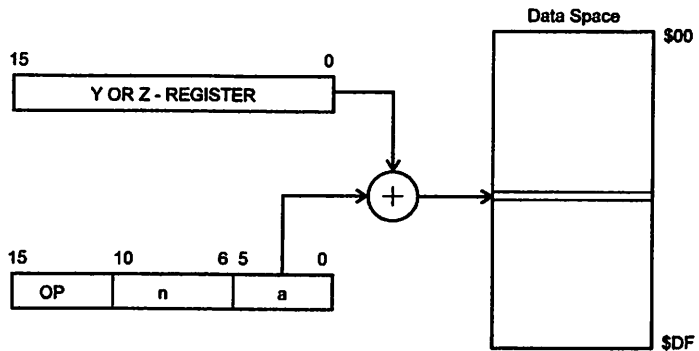 Data Space
$00
15 0
Y OR Z - REGISTER
+
15 10 6 5 0
OP n a
$DF